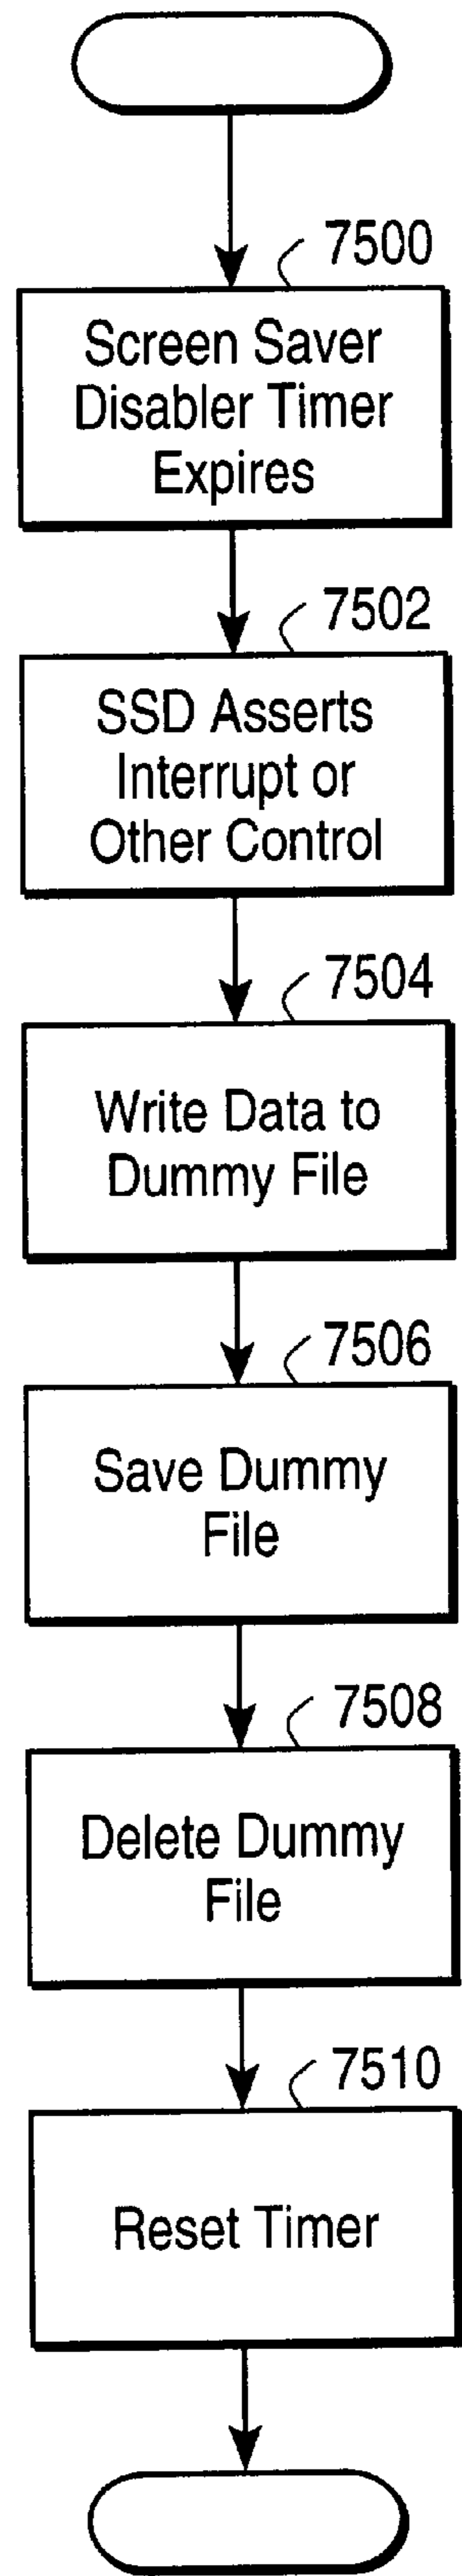 7500
Screen Saver
Disabler Timer
Expires
7502
SSD Asserts
Interrupt or
Other Control
7504
Write Data to
Dummy File
7506
Save Dummy
File
7508
Delete Dummy
File
7510
Reset Timer